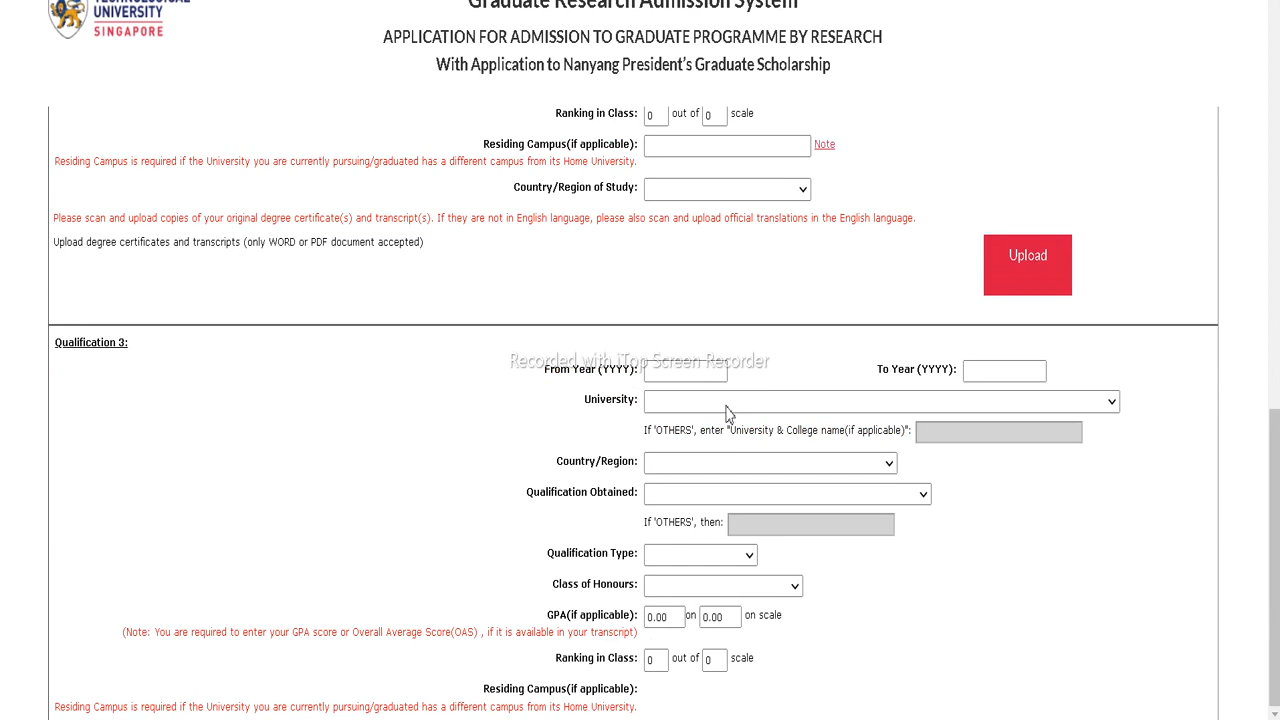 TECHNOLOGICAL
UNIVERSITY
SINGAPORE
Graduate Research Admission System
APPLICATION FOR ADMISSION TO GRADUATE PROGRAMME BY RESEARCH
With Application to Nanyang President's Graduate Scholarship
Ranking in Class: 0 out of 0 scale
Residing Campus(if applicable): Note
Residing Campus is required if the University you are currently pursuing/graduated has a different campus from its Home University.
Country/Region of Study:
Please scan and upload copies of your original degree certificate(s) and transcript(s). If they are not in English language, please also scan and upload official translations in the English language.
Upload degree certificates and transcripts (only WORD or PDF document accepted)
Upload
Qualification 3:
Recorded with iTop Screen Recorder
From Year (YYYY): To Year (YYYY):
University:
If 'OTHERS', enter "University & College name(if applicable)":
Country/Region:
Qualification Obtained:
If 'OTHERS', then:
Qualification Type:
Class of Honours:
GPA(if applicable): 0.00 on 0.00 on scale
(Note: You are required to enter your GPA score or Overall Average Score(OAS) , if it is available in your transcript)
Ranking in Class: 0 out of 0 scale
Residing Campus(if applicable):
Residing Campus is required if the University you are currently pursuing/graduated has a different campus from its Home University.